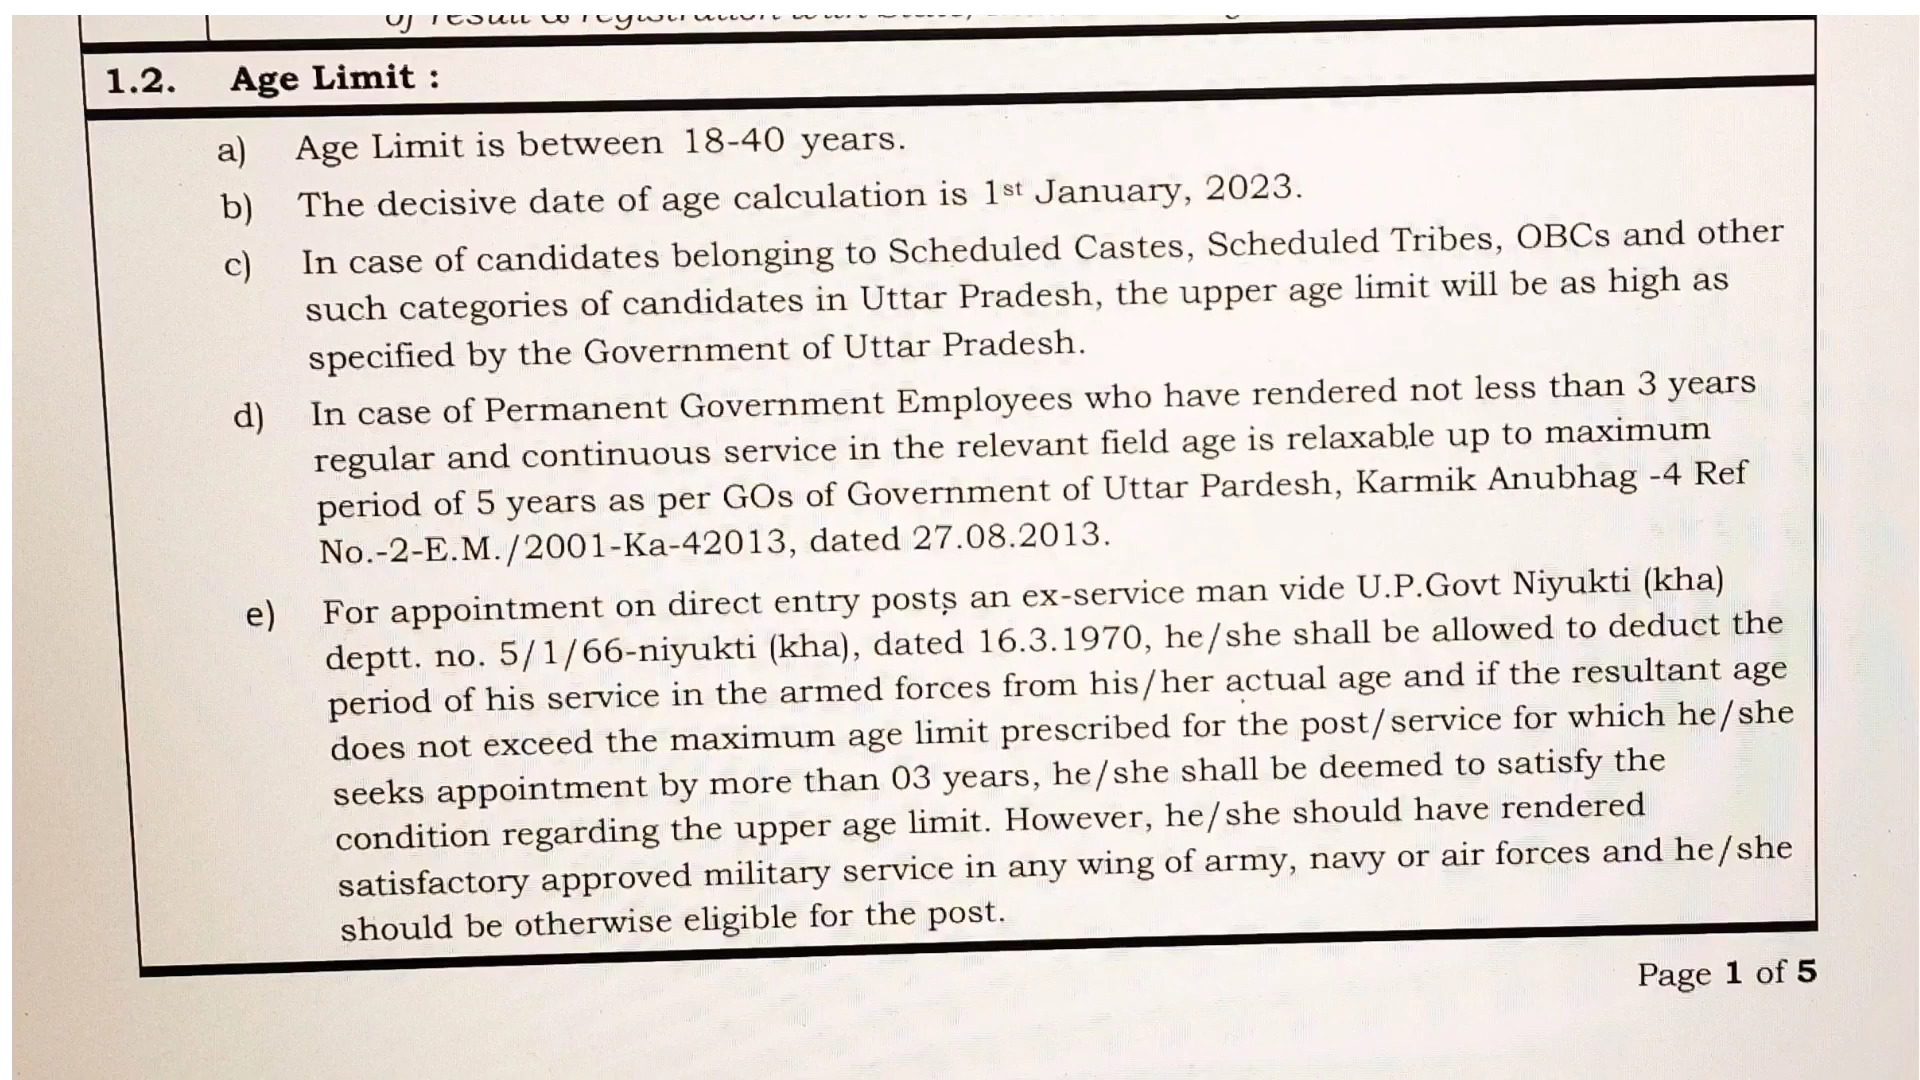 of result & registration
1.2. Age Limit :
a) Age Limit is between 18-40 years.
b) The decisive date of age calculation is 1st January, 2023.
c) In case of candidates belonging to Scheduled Castes, Scheduled Tribes, OBCs and other
such categories of candidates in Uttar Pradesh, the upper age limit will be as high as
specified by the Government of Uttar Pradesh.
d) In case of Permanent Government Employees who have rendered not less than 3 years
regular and continuous service in the relevant field age is relaxable up to maximum
period of 5 years as per GOs of Government of Uttar Pardesh, Karmik Anubhag -4 Ref
No.-2-E.M./2001-Ka-42013, dated 27.08.2013.
e) For appointment on direct entry posts an ex-service man vide U.P.Govt Niyukti (kha)
deptt. no. 5/1/66-niyukti (kha), dated 16.3.1970, he/she shall be allowed to deduct the
period of his service in the armed forces from his/her actual age and if the resultant age
does not exceed the maximum age limit prescribed for the post/service for which he/she
seeks appointment by more than 03 years, he/she shall be deemed to satisfy the
condition regarding the upper age limit. However, he/she should have rendered
satisfactory approved military service in any wing of army, navy or air forces and he/she
should be otherwise eligible for the post.
Page 1 of 5